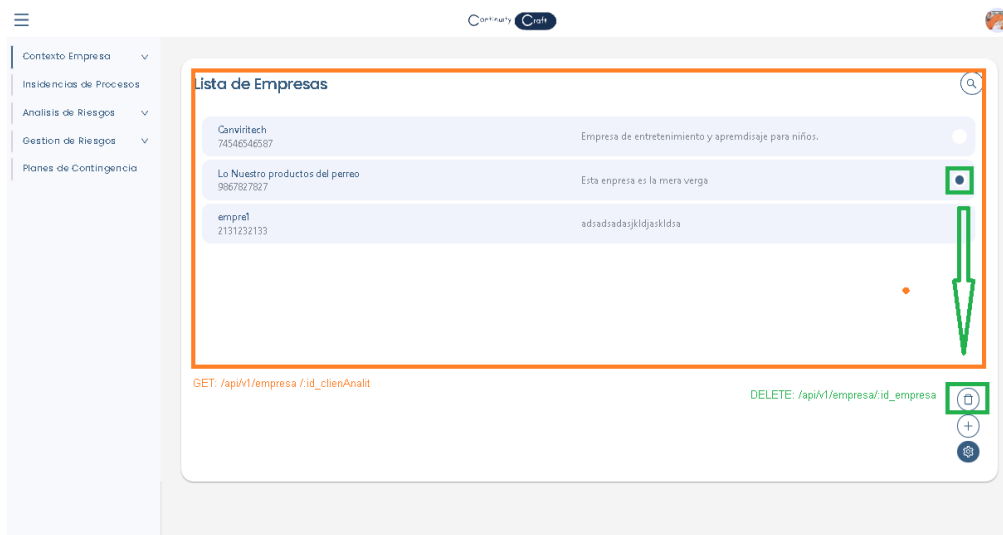 Continuity Craft
Contexto Empresa
Insidencias de Procesos
Analisis de Riesgos
Gestion de Riesgos
Planes de Contingencia
Lista de Empresas
Canviritech
74546546587
Empresa de entretenimiento y apremdisaje para niños.
Lo Nuestro productos del perreo
9867827827
Esta enpresa es la mera verga
empre1
2131232133
adsadsadasjkldjaskldsa
GET: /api/v1/empresa /:id_clienAnalit
DELETE: /api/v1/empresa/:id_empresa